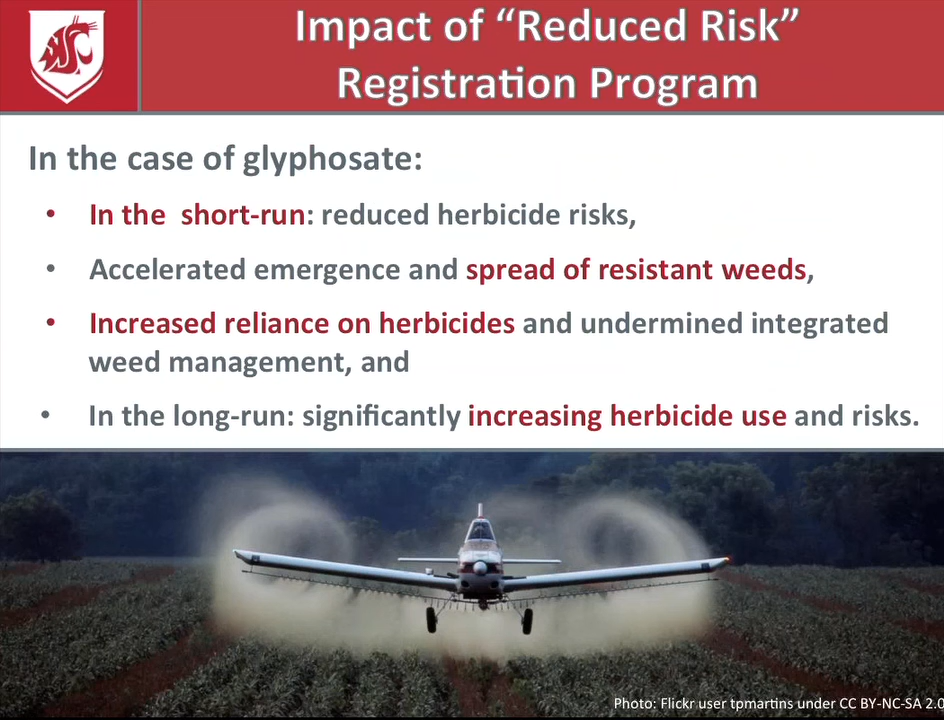 Impact of “Reduced Risk”
Registration Program
In the case of glyphosate:
• In the short-run: reduced herbicide risks,
• Accelerated emergence and spread of resistant weeds,
• Increased reliance on herbicides and undermined integrated
weed management, and
• In the long-run: significantly increasing herbicide use and risks.
Photo: Flickr user tpmartins under CC BY-NC-SA 2.0